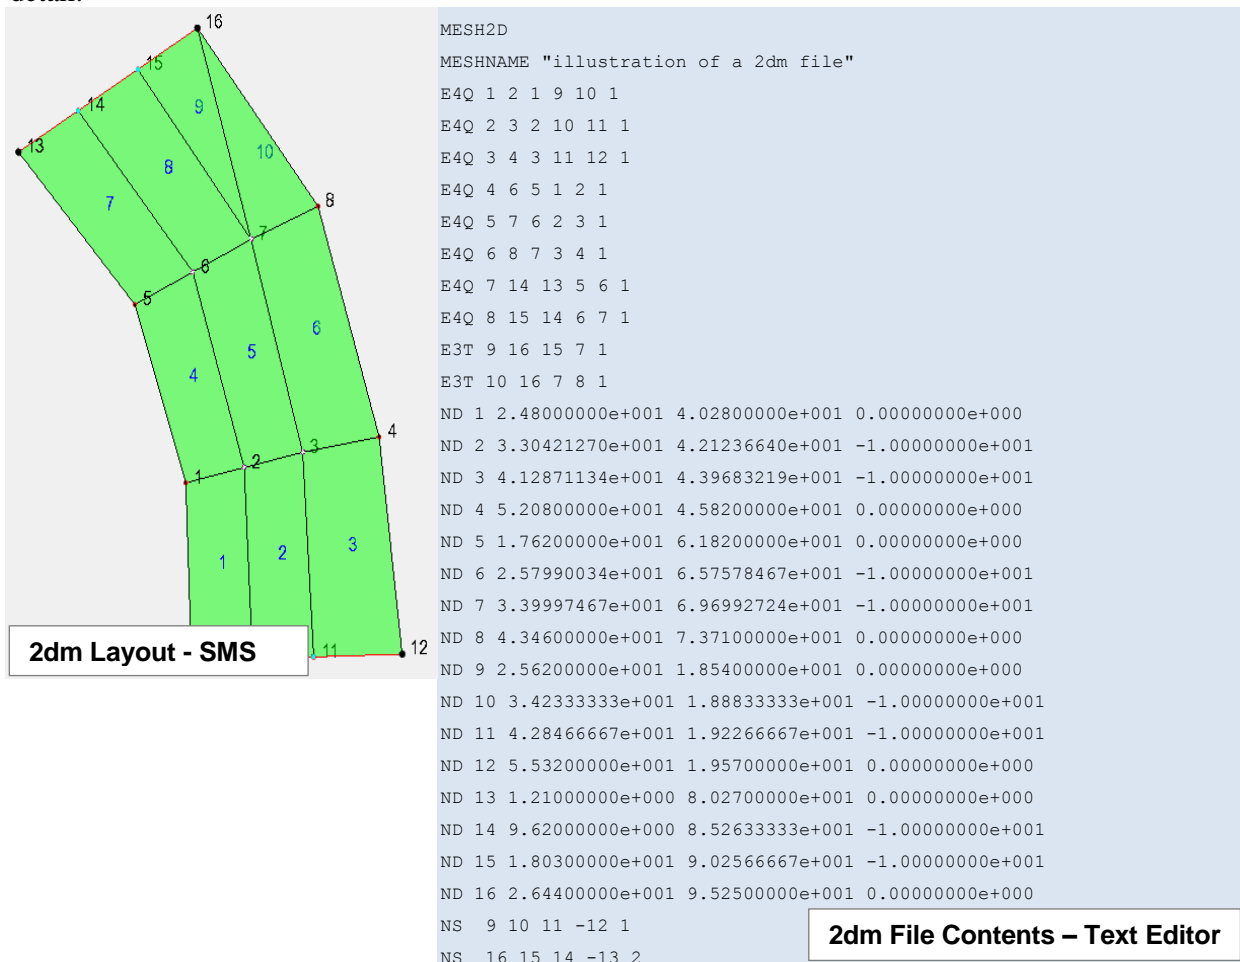 detail.
16
15
14
9
13
10
8
7
8
7
6
5
6
5
4
4
3
2
1
3
2
1
12
11
2dm Layout - SMS
MESH2D
MESHNAME "illustration of a 2dm file"
E4Q 1 2 1 9 10 1
E4Q 2 3 2 10 11 1
E4Q 3 4 3 11 12 1
E4Q 4 6 5 1 2 1
E4Q 5 7 6 2 3 1
E4Q 6 8 7 3 4 1
E4Q 7 14 13 5 6 1
E4Q 8 15 14 6 7 1
E3T 9 16 15 7 1
E3T 10 16 7 8 1
ND 1 2.48000000e+001 4.02800000e+001 0.00000000e+000
ND 2 3.30421270e+001 4.21236640e+001 -1.00000000e+001
ND 3 4.12871134e+001 4.39683219e+001 -1.00000000e+001
ND 4 5.20800000e+001 4.58200000e+001 0.00000000e+000
ND 5 1.76200000e+001 6.18200000e+001 0.00000000e+000
ND 6 2.57990034e+001 6.57578467e+001 -1.00000000e+001
ND 7 3.39997467e+001 6.96992724e+001 -1.00000000e+001
ND 8 4.34600000e+001 7.37100000e+001 0.00000000e+000
ND 9 2.56200000e+001 1.85400000e+001 0.00000000e+000
ND 10 3.42333333e+001 1.88833333e+001 -1.00000000e+001
ND 11 4.28466667e+001 1.92266667e+001 -1.00000000e+001
ND 12 5.53200000e+001 1.95700000e+001 0.00000000e+000
ND 13 1.21000000e+000 8.02700000e+001 0.00000000e+000
ND 14 9.62000000e+000 8.52633333e+001 -1.00000000e+001
ND 15 1.80300000e+001 9.02566667e+001 -1.00000000e+001
ND 16 2.64400000e+001 9.52500000e+001 0.00000000e+000
NS 9 10 11 -12 1
NS 16 15 14 -13 2
2dm File Contents – Text Editor